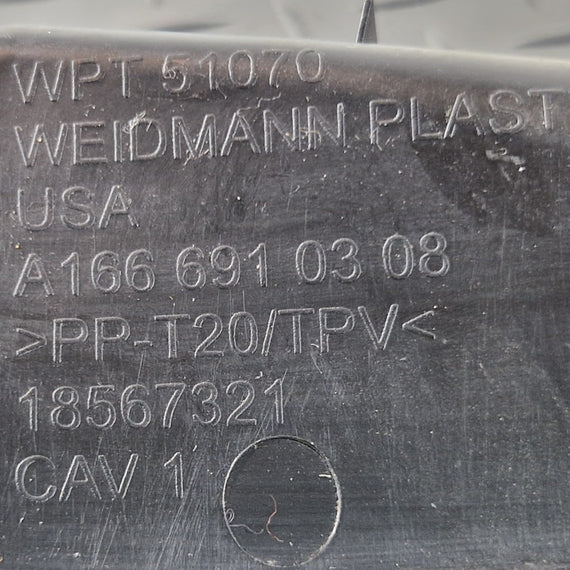 WPT 51070
WEIDMANN PLAST
USA
A166 691 03 08
>PP-T20/TPV<
18567321
CAV 1